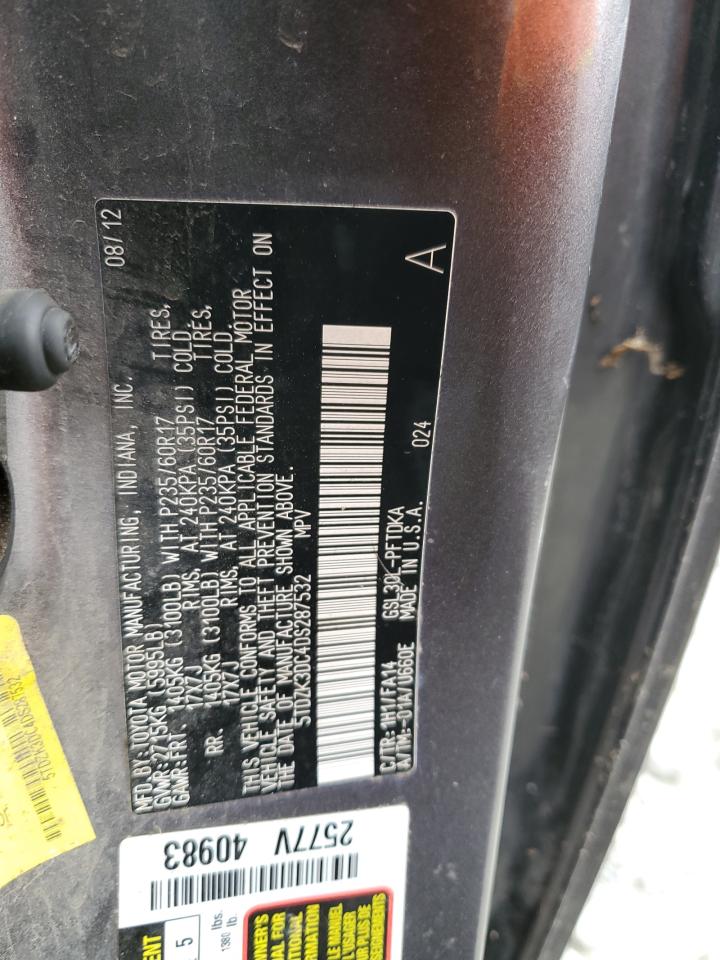 MFD.BY:TOYOTA MOTOR MANUFACTURING, INDIANA, INC. 08/12
GVWR:2715KG (5995LB)
GAWR:FRT. 1405KG (3100LB) WITH P235/60R17 TIRES,
17X7J RIMS, AT 240KPA (35PSI) COLD.
RR. 1405KG (3100LB) WITH P235/60R17 TIRES,
17X7J RIMS, AT 240KPA (35PSI) COLD.
THIS VEHICLE CONFORMS TO ALL APPLICABLE FEDERAL MOTOR
VEHICLE SAFETY AND THEFT PREVENTION STANDARDS IN EFFECT ON
THE DATE OF MANUFACTURE SHOWN ABOVE.
5TDZK3DC4DS287532 MPV
C/TR: 1H1/FA14 GSL30L-PFTDKA 024 A
A/TM:-01A/U660E MADE IN U.S.A.
5TDZK3DC4DS287532
2577V
40983
5
lbs.
1380 lb.